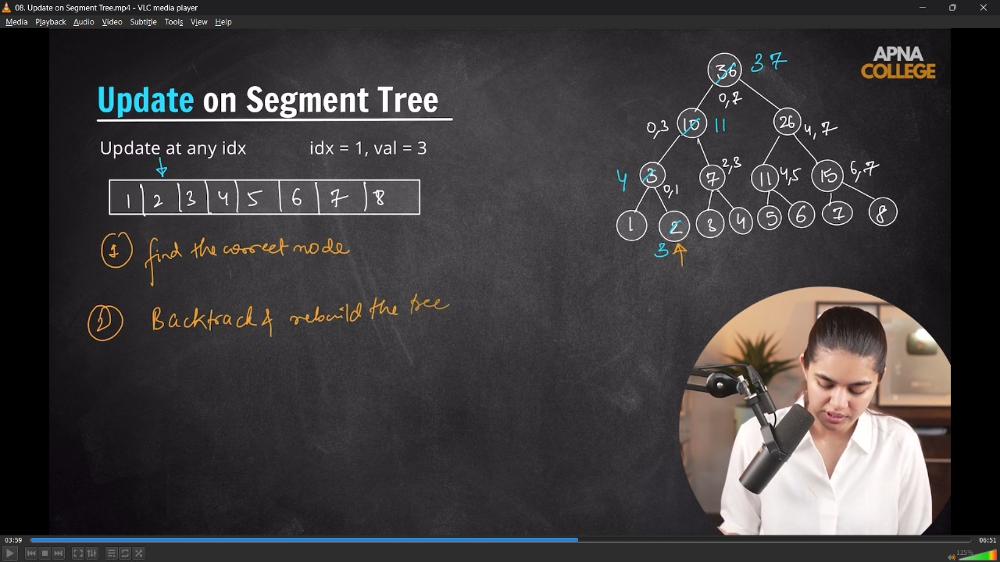 08. Update on Segment Tree.mp4 - VLC media player
Media Playback Audio Video Subtitle Tools View Help
APNA
COLLEGE
Update on Segment Tree
Update at any idx idx = 1, val = 3
1 2 3 4 5 6 7 8
① find the correct node
② Backtrack & rebuild the tree
36 37
0,7
0,3 10 11 26 4,7
4 3 0,1 7 2,3 11 4,5 15 6,7
1 2 3 4 5 6 7 8
3
03:59 06:51
125%